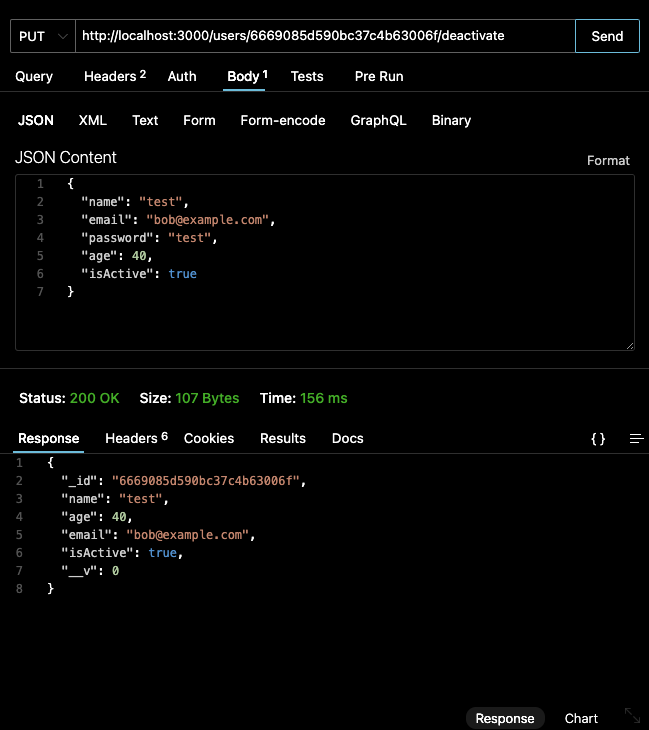 PUT http://localhost:3000/users/6669085d590bc37c4b63006f/deactivate Send
Query Headers 2 Auth Body 1 Tests Pre Run
JSON XML Text Form Form-encode GraphQL Binary
JSON Content Format
1 {
2 "name": "test",
3 "email": "bob@example.com",
4 "password": "test",
5 "age": 40,
6 "isActive": true
7 }
Status: 200 OK Size: 107 Bytes Time: 156 ms
Response Headers 6 Cookies Results Docs { }
1 {
2 "_id": "6669085d590bc37c4b63006f",
3 "name": "test",
4 "age": 40,
5 "email": "bob@example.com",
6 "isActive": true,
7 "__v": 0
8 }
Response Chart